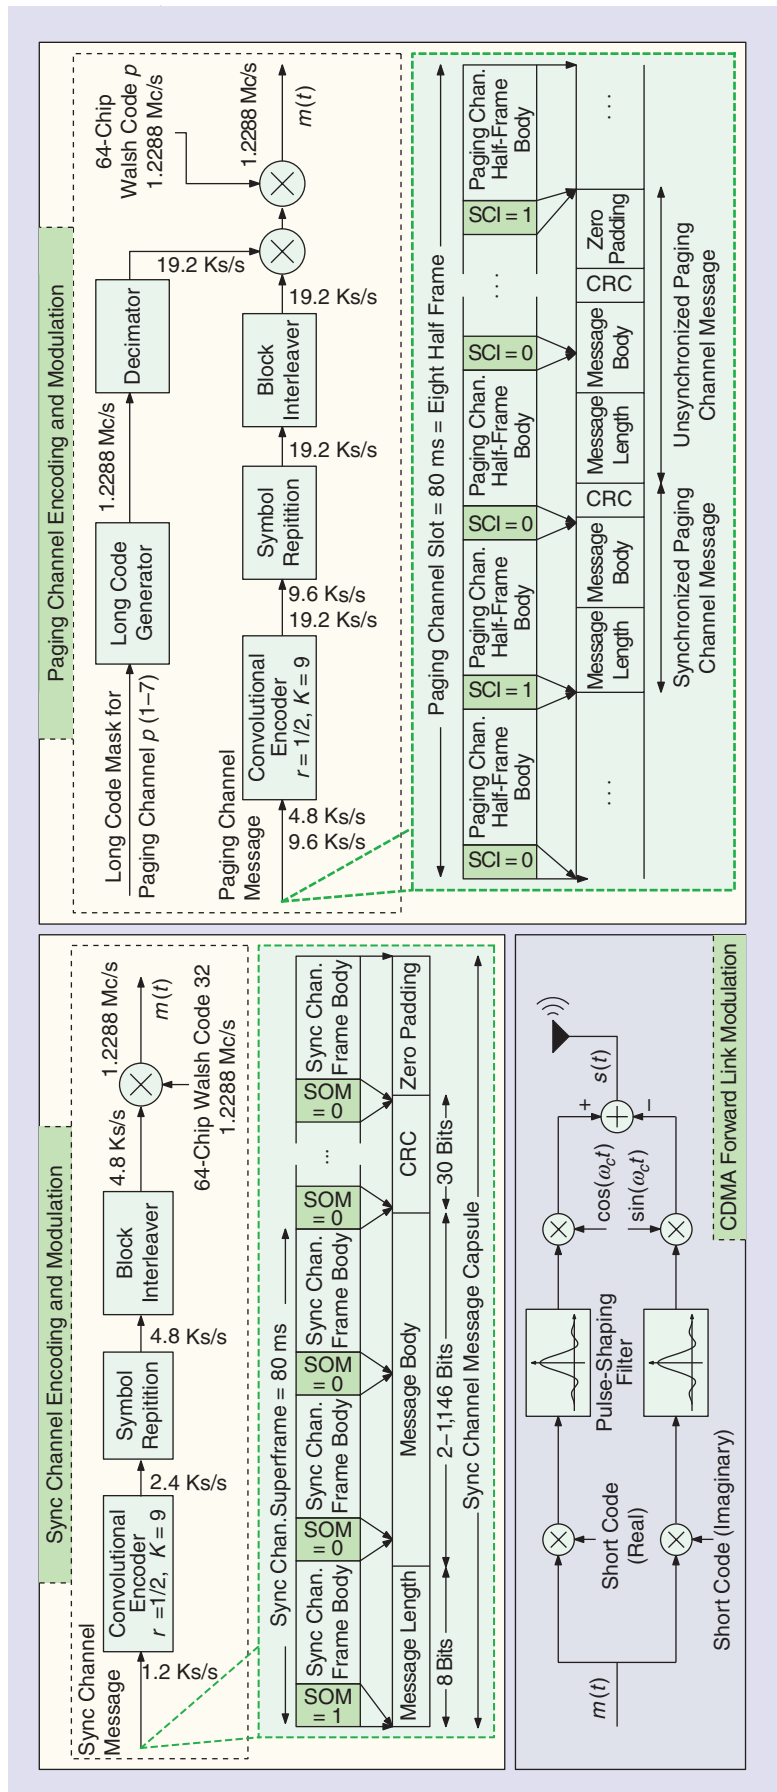 Sync Channel Encoding and Modulation
Sync Channel
Message
1.2 Ks/s
Convolutional
Encoder
r =1/2, K = 9
2.4 Ks/s
Symbol
Repitition
4.8 Ks/s
Block
Interleaver
4.8 Ks/s
1.2288 Mc/s
m(t)
64-Chip Walsh Code 32
1.2288 Mc/s
Sync Chan.Superframe = 80 ms
SOM
= 1
Sync Chan.
Frame Body
SOM
= 0
Sync Chan.
Frame Body
SOM
= 0
Sync Chan.
Frame Body
SOM
= 0
...
SOM
= 0
Sync Chan.
Frame Body
Message Length
Message Body
CRC
Zero Padding
8 Bits
2–1,146 Bits
30 Bits
Sync Channel Message Capsule
Paging Channel Encoding and Modulation
Long Code Mask for
Paging Channel p (1–7)
Long Code
Generator
1.2288 Mc/s
Decimator
19.2 Ks/s
64-Chip
Walsh Code p
1.2288 Mc/s
Paging Channel
Message
4.8 Ks/s
9.6 Ks/s
Convolutional
Encoder
r = 1/2, K = 9
9.6 Ks/s
19.2 Ks/s
Symbol
Repitition
19.2 Ks/s
Block
Interleaver
19.2 Ks/s
1.2288 Mc/s
m(t)
Paging Channel Slot = 80 ms = Eight Half Frame
SCI = 0
Paging Chan.
Half-Frame
Body
SCI = 1
Paging Chan.
Half-Frame
Body
SCI = 0
Paging Chan.
Half-Frame
Body
SCI = 0
...
SCI = 1
Paging Chan.
Half-Frame
Body
...
Message
Length
Message
Body
CRC
Message
Length
Message
Body
CRC
Zero
Padding
...
Synchronized Paging
Channel Message
Unsynchronized Paging
Channel Message
m(t)
Short Code
(Real)
Short Code (Imaginary)
Pulse-Shaping
Filter
cos(ωct)
sin(ωct)
+
−
s(t)
CDMA Forward Link Modulation